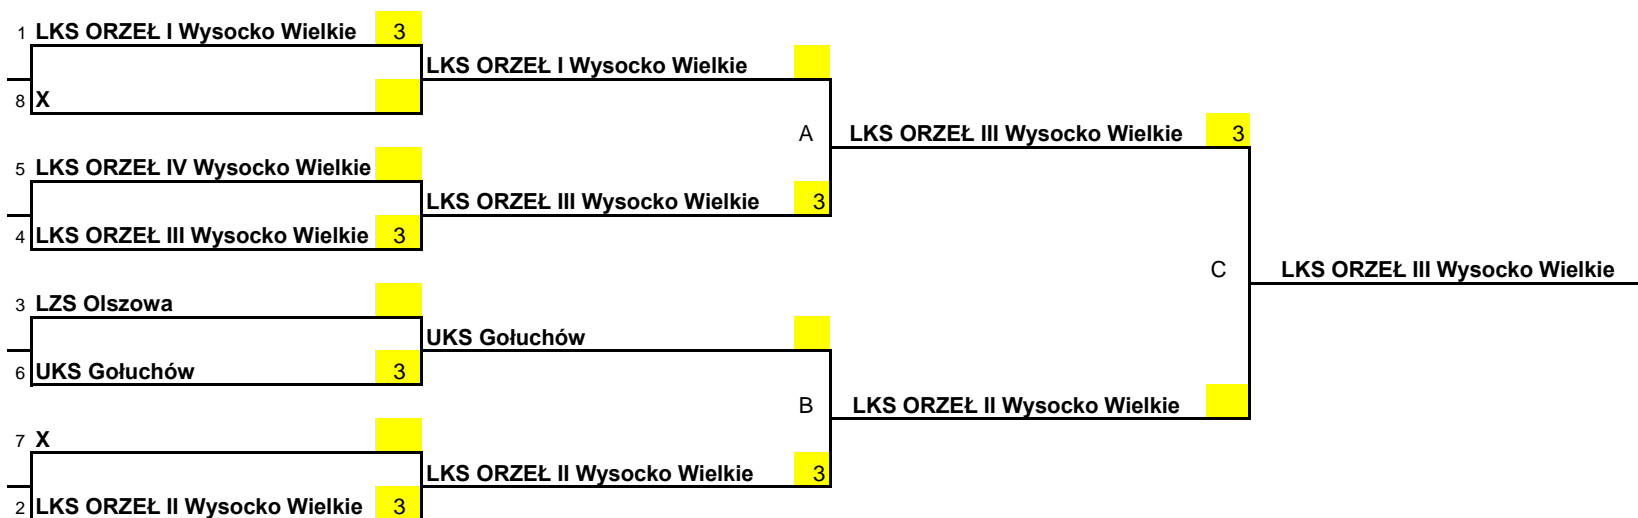 1 LKS ORZEŁ I Wysocko Wielkie 3
LKS ORZEŁ I Wysocko Wielkie
8 X
A LKS ORZEŁ III Wysocko Wielkie 3
5 LKS ORZEŁ IV Wysocko Wielkie
LKS ORZEŁ III Wysocko Wielkie 3
4 LKS ORZEŁ III Wysocko Wielkie 3
C LKS ORZEŁ III Wysocko Wielkie
3 LZS Olszowa
UKS Gołuchów
6 UKS Gołuchów 3
B LKS ORZEŁ II Wysocko Wielkie
7 X
LKS ORZEŁ II Wysocko Wielkie 3
2 LKS ORZEŁ II Wysocko Wielkie 3